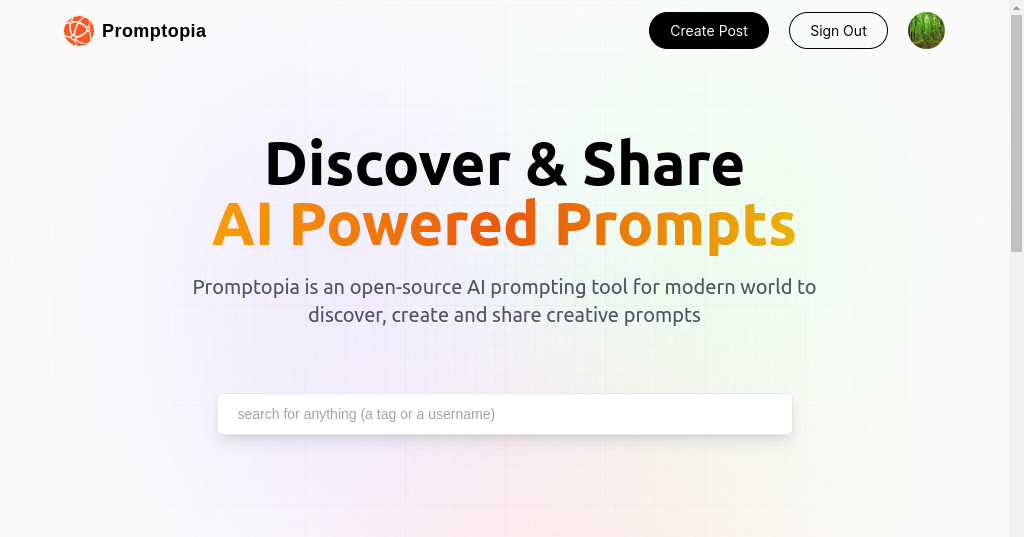 Promptopia
Create Post
Sign Out
Discover & Share
AI Powered Prompts
Promptopia is an open-source AI prompting tool for modern world to
discover, create and share creative prompts
search for anything (a tag or a username)